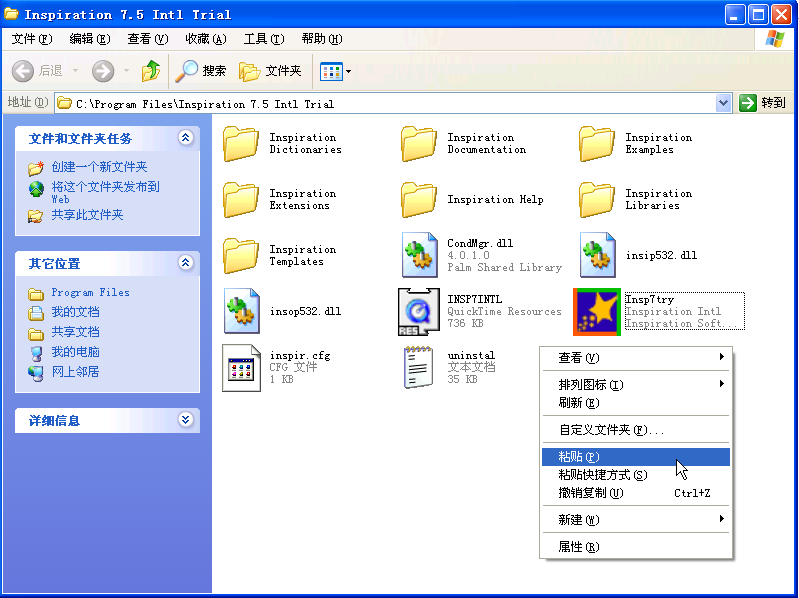 Inspiration 7.5 Intl Trial
文件(F) 编辑(E) 查看(V) 收藏(A) 工具(T) 帮助(H)
后退 搜索 文件夹
地址(D) C:\Program Files\Inspiration 7.5 Intl Trial 转到
文件和文件夹任务
创建一个新文件夹
将这个文件夹发布到
Web
共享此文件夹
其它位置
Program Files
我的文档
共享文档
我的电脑
网上邻居
详细信息
Inspiration
Dictionaries
Inspiration
Documentation
Inspiration
Examples
Inspiration
Extensions
Inspiration Help
Inspiration
Libraries
Inspiration
Templates
CondMgr.dll
4.0.1.0
Palm Shared Library
insip532.dll
insop532.dll
RES
INSP7INTL
QuickTime Resources
736 KB
Insp7try
Inspiration Intl
Inspiration Soft...
inspir.cfg
CFG 文件
1 KB
uninstal
文本文档
35 KB
查看(V)
排列图标(I)
刷新(E)
自定义文件夹(F)...
粘贴(P)
粘贴快捷方式(S)
撤销复制(U) Ctrl+Z
新建(W)
属性(R)